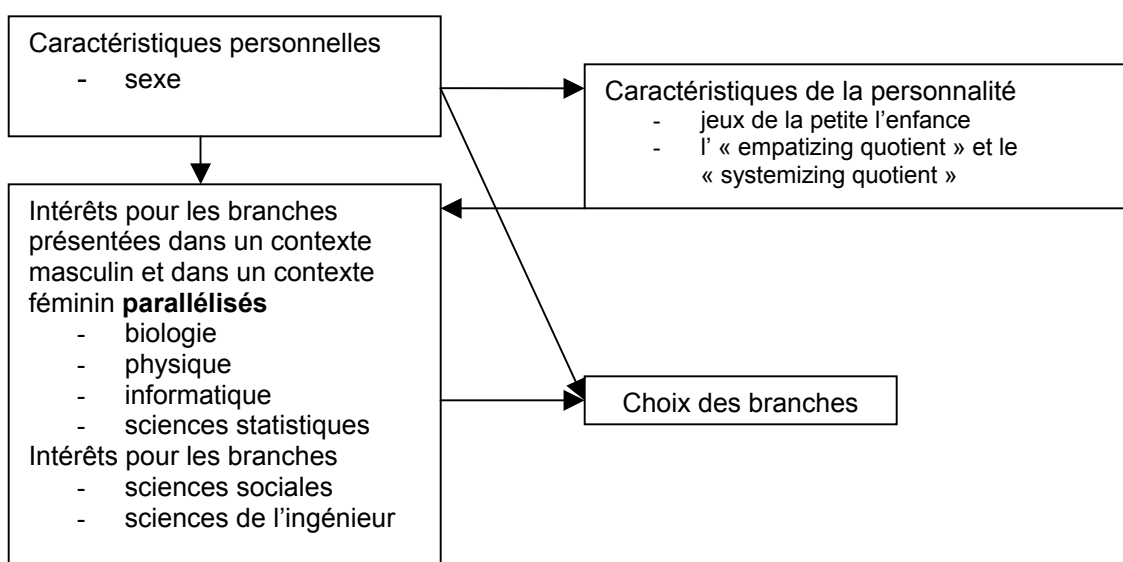 Caractéristiques personnelles
- sexe
Caractéristiques de la personnalité
- jeux de la petite l’enfance
- l’ « empatizing quotient » et le
« systemizing quotient »
Intérêts pour les branches
présentées dans un contexte
masculin et dans un contexte
féminin parallélisés
- biologie
- physique
- informatique
- sciences statistiques
Intérêts pour les branches
- sciences sociales
- sciences de l’ingénieur
Choix des branches